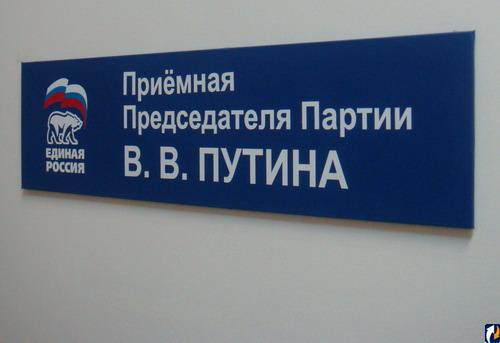 ЕДИНАЯ
РОССИЯ
Приёмная
Председателя Партии
В. В. ПУТИНА